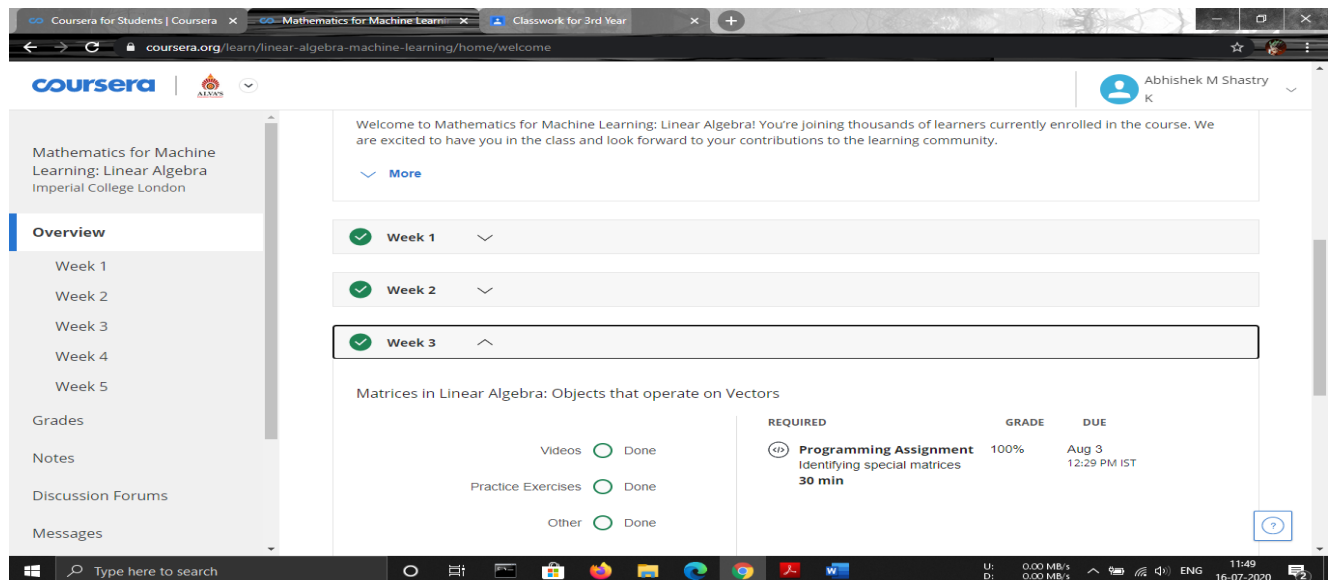 Coursera for Students | Coursera
Mathematics for Machine Learni
Classwork for 3rd Year
coursera.org/learn/linear-algebra-machine-learning/home/welcome
coursera
ALVA'S
Abhishek M Shastry
K
Mathematics for Machine
Learning: Linear Algebra
Imperial College London
Overview
Week 1
Week 2
Week 3
Week 4
Week 5
Grades
Notes
Discussion Forums
Messages
Welcome to Mathematics for Machine Learning: Linear Algebra! You're joining thousands of learners currently enrolled in the course. We
are excited to have you in the class and look forward to your contributions to the learning community.
More
Week 1
Week 2
Week 3
Matrices in Linear Algebra: Objects that operate on Vectors
Videos Done
Practice Exercises Done
Other Done
REQUIRED GRADE DUE
Programming Assignment 100% Aug 3
Identifying special matrices 12:29 PM IST
30 min
Type here to search
U: 0.00 MB/s
D: 0.00 MB/s
ENG
11:49
16-07-2020
2